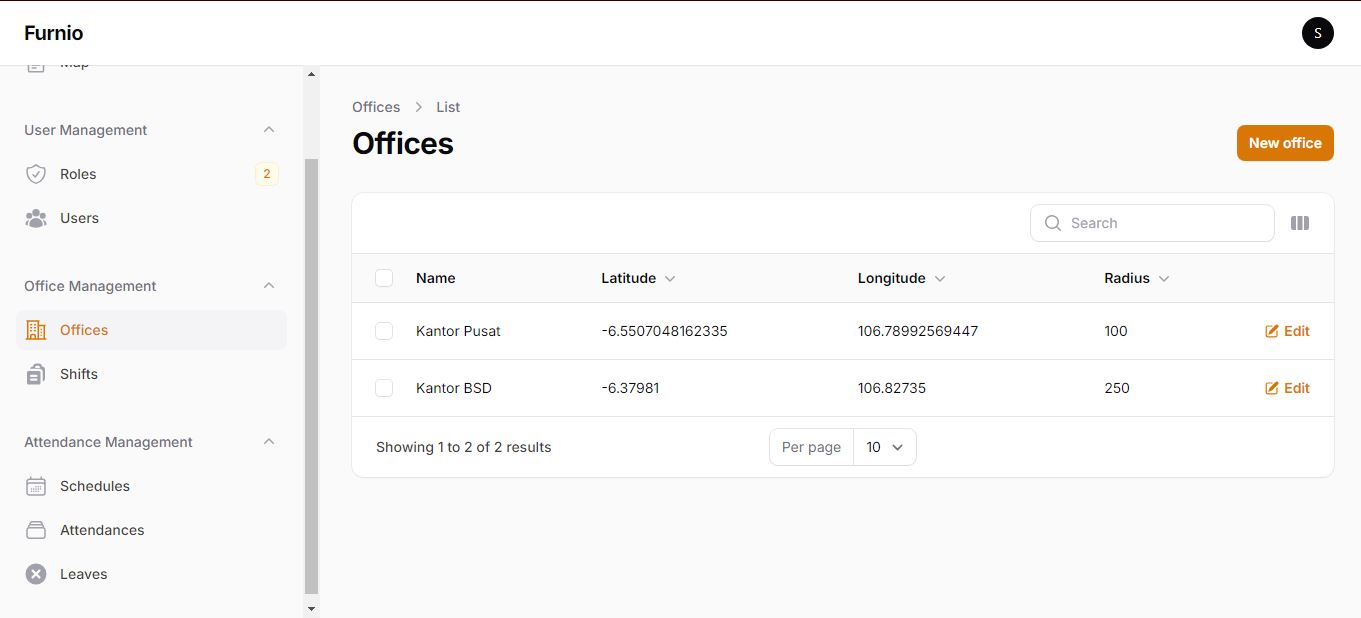 Furnio
S
Map
User Management
Roles
2
Users
Office Management
Offices
Shifts
Attendance Management
Schedules
Attendances
Leaves
Offices List
Offices
New office
Search
Name Latitude Longitude Radius
Kantor Pusat -6.5507048162335 106.78992569447 100 Edit
Kantor BSD -6.37981 106.82735 250 Edit
Showing 1 to 2 of 2 results Per page 10